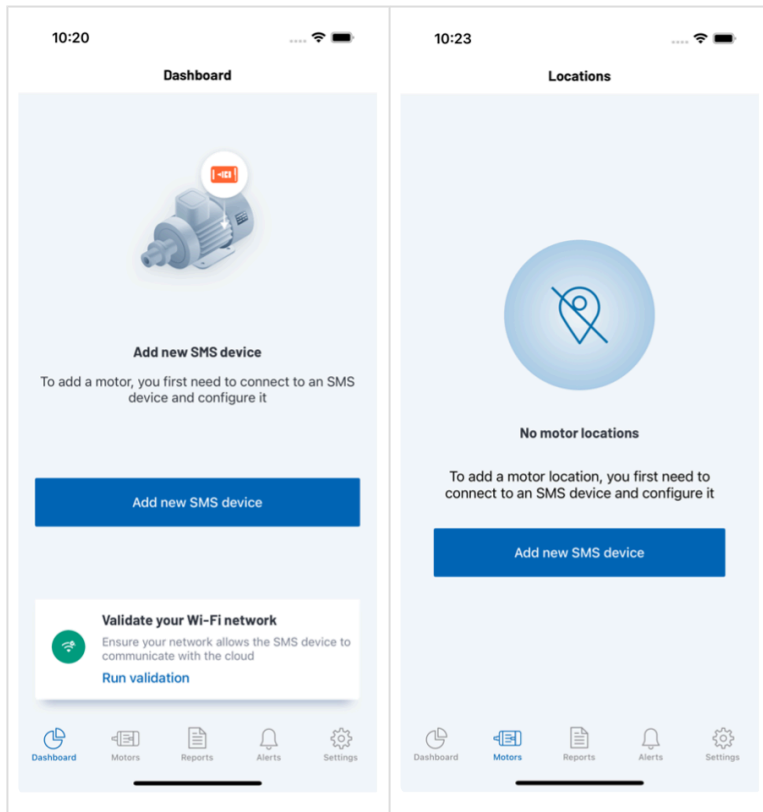 10:20
Dashboard
Add new SMS device
To add a motor, you first need to connect to an SMS
device and configure it
Add new SMS device
Validate your Wi-Fi network
Ensure your network allows the SMS device to
communicate with the cloud
Run validation
Dashboard
Motors
Reports
Alerts
Settings
10:23
Locations
No motor locations
To add a motor location, you first need to
connect to an SMS device and configure it
Add new SMS device
Dashboard
Motors
Reports
Alerts
Settings